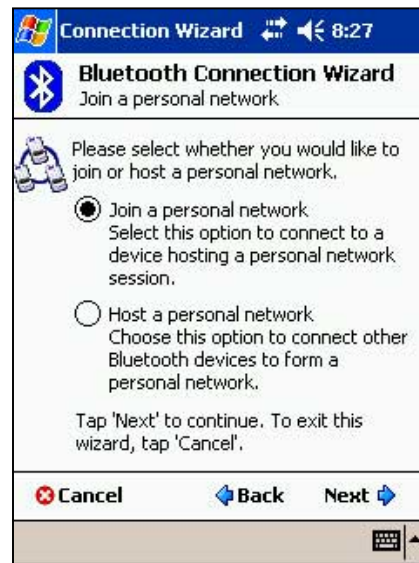 Connection Wizard 8:27
Bluetooth Connection Wizard
Join a personal network
Please select whether you would like to
join or host a personal network.
Join a personal network
Select this option to connect to a
device hosting a personal network
session.
Host a personal network
Choose this option to connect other
Bluetooth devices to form a
personal network.
Tap 'Next' to continue. To exit this
wizard, tap 'Cancel'.
Cancel Back Next